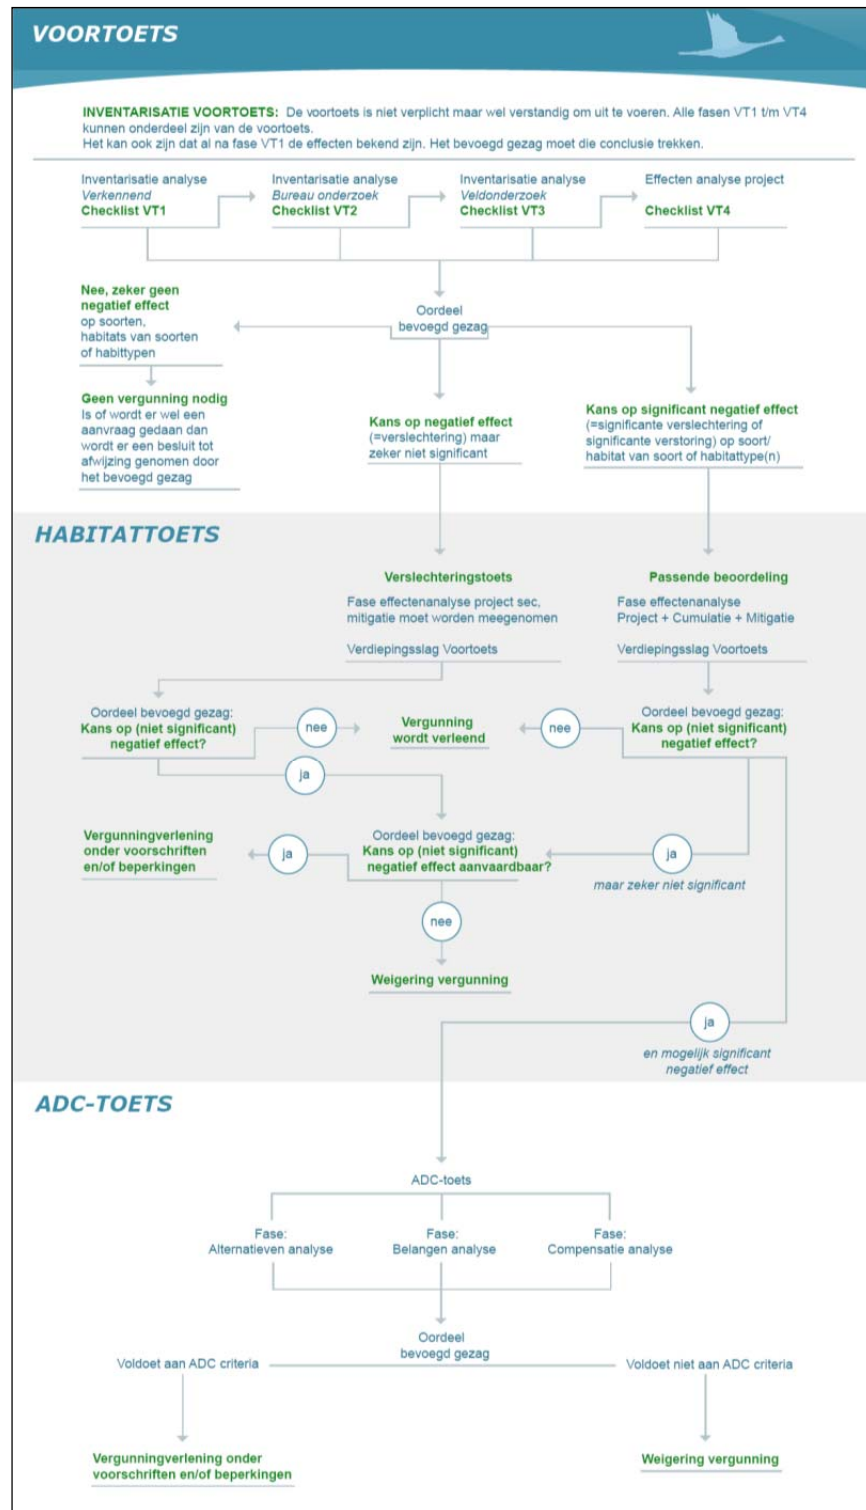 VOORTOETS
INVENTARISATIE VOORTOETS: De voortoets is niet verplicht maar wel verstandig om uit te voeren. Alle fasen VT1 t/m VT4
kunnen onderdeel zijn van de voortoets.
Het kan ook zijn dat al na fase VT1 de effecten bekend zijn. Het bevoegd gezag moet die conclusie trekken.
Inventarisatie analyse
Verkennend
Checklist VT1
Inventarisatie analyse
Bureau onderzoek
Checklist VT2
Inventarisatie analyse
Veldonderzoek
Checklist VT3
Effecten analyse project
Checklist VT4
Nee, zeker geen
negatief effect
op soorten,
habitats van soorten
of habittypen
Oordeel
bevoegd gezag
Geen vergunning nodig
Is of wordt er wel een
aanvraag gedaan dan
wordt er een besluit tot
afwijzing genomen door
het bevoegd gezag
Kans op negatief effect
(=verslechtering) maar
zeker niet significant
Kans op significant negatief effect
(=significante verslechtering of
significante verstoring) op soort/
habitat van soort of habitattype(n)
HABITATTOETS
Verslechteringstoets
Fase effectenanalyse project sec,
mitigatie moet worden meegenomen
Verdiepingsslag Voortoets
Passende beoordeling
Fase effectenanalyse
Project + Cumulatie + Mitigatie
Verdiepingsslag Voortoets
Oordeel bevoegd gezag:
Kans op (niet significant)
negatief effect?
nee
Vergunning
wordt verleend
nee
Oordeel bevoegd gezag:
Kans op (niet significant)
negatief effect?
ja
Vergunningverlening
onder voorschriften
en/of beperkingen
ja
Oordeel bevoegd gezag:
Kans op (niet significant)
negatief effect aanvaardbaar?
ja
maar zeker niet significant
nee
Weigering vergunning
ja
en mogelijk significant
negatief effect
ADC-TOETS
ADC-toets
Fase:
Alternatieven analyse
Fase:
Belangen analyse
Fase:
Compensatie analyse
Oordeel
bevoegd gezag
Voldoet aan ADC criteria
Voldoet niet aan ADC criteria
Vergunningverlening onder
voorschriften en/of beperkingen
Weigering vergunning